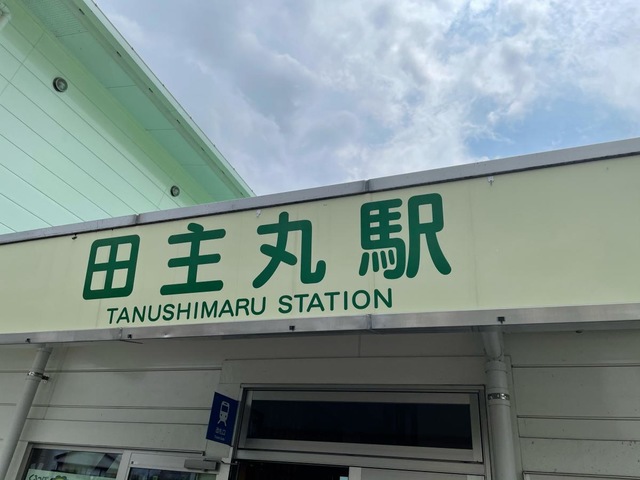 田主丸駅
TANUSHIMARU STATION